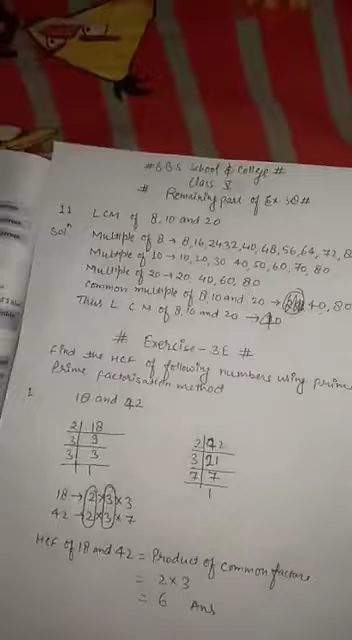 # BBS School & College #
Class V
# Remaining part of Ex 3D #
11 LCM of 8, 10 and 20
Sol^n Multiple of 8 → 8, 16, 24 32, 40, 48, 56, 64, 72, 8
Multiple of 10 → 10, 20, 30 40, 50, 60, 70, 80
Multiple of 20 → 20, 40, 60, 80
Common multiple of 8, 10 and 20 → 40, 80
Thus L C M of 8, 10 and 20 → 40
# Exercise - 3E #
Find the HCF of following numbers using prime
Prime factorisation method
1 18 and 42
2 18 2 42
3 9 3 21
3 3 7 7
1 1
18 → 2 × 3 × 3
42 → 2 × 3 × 7
HCF of 18 and 42 = Product of common factors
= 2 × 3
= 6 Ans